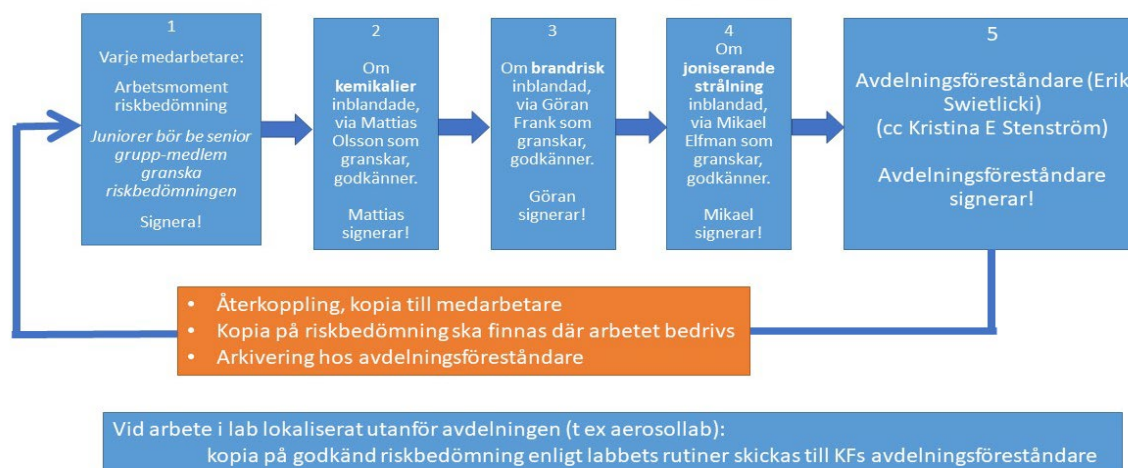 1
Varje medarbetare:
Arbetsmoment
riskbedömning
Juniorer bör be senior
grupp-medlem
granska
riskbedömningen
Signera!
2
Om
kemikalier
inblandade,
via Mattias
Olsson som
granskar,
godkänner.
Mattias
signerar!
3
Om brandrisk
inblandad,
via Göran
Frank som
granskar,
godkänner.
Göran
signerar!
4
Om
joniserande
strålning
inblandad,
via Mikael
Elfman som
granskar,
godkänner.
Mikael
signerar!
5
Avdelningsföreståndare (Erik
Swietlicki)
(cc Kristina E Stenström)
Avdelningsföreståndare
signerar!
• Återkoppling, kopia till medarbetare
• Kopia på riskbedömning ska finnas där arbetet bedrivs
• Arkivering hos avdelningsföreståndare
Vid arbete i lab lokaliserat utanför avdelningen (t ex aerosollab):
kopia på godkänd riskbedömning enligt labbets rutiner skickas till KFs avdelningsföreståndare